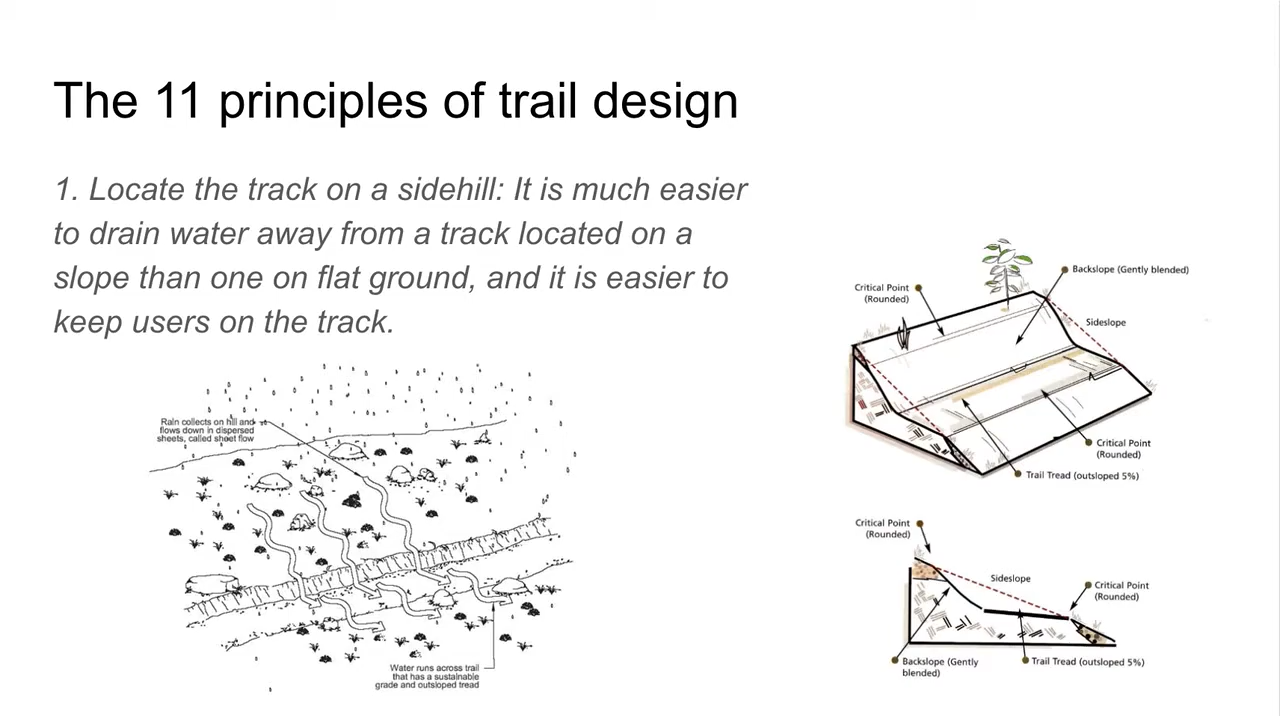 The 11 principles of trail design
1. Locate the track on a sidehill: It is much easier
to drain water away from a track located on a
slope than one on flat ground, and it is easier to
keep users on the track.
Rain collects on hill and
flows down in dispersed
sheets, called sheet flow
Water runs across trail
that has a sustainable
grade and outsloped tread
Backslope (Gently blended)
Critical Point
(Rounded)
Sideslope
Critical Point
(Rounded)
Trail Tread (outsloped 5%)
Critical Point
(Rounded)
Sideslope
Critical Point
(Rounded)
Backslope (Gently
blended)
Trail Tread (outsloped 5%)